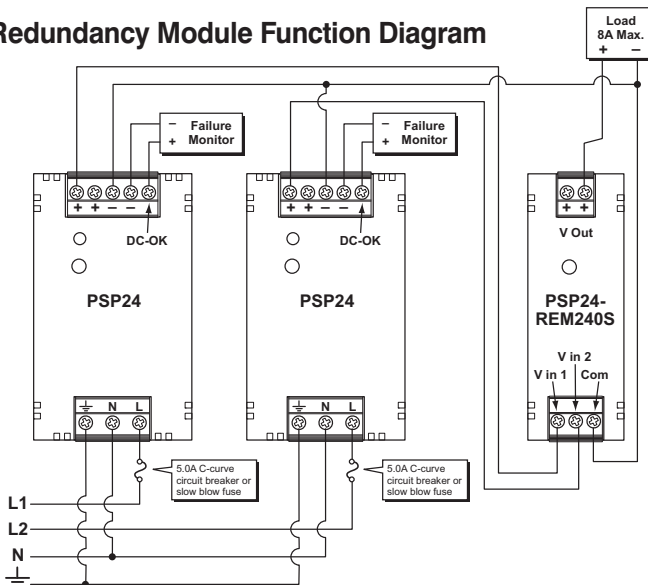 Redundancy Module Function Diagram
Load
8A Max.
+ −
− Failure
+ Monitor
− Failure
+ Monitor
+ + − −
DC-OK
+ + − −
DC-OK
+ +
V Out
PSP24
PSP24
PSP24-
REM240S
V in 2
V in 1 Com
N L
N L
5.0A C-curve
circuit breaker or
slow blow fuse
5.0A C-curve
circuit breaker or
slow blow fuse
L1
L2
N